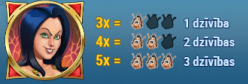 3x = 1 dzīvība
4x = 2 dzīvības
5x = 3 dzīvības